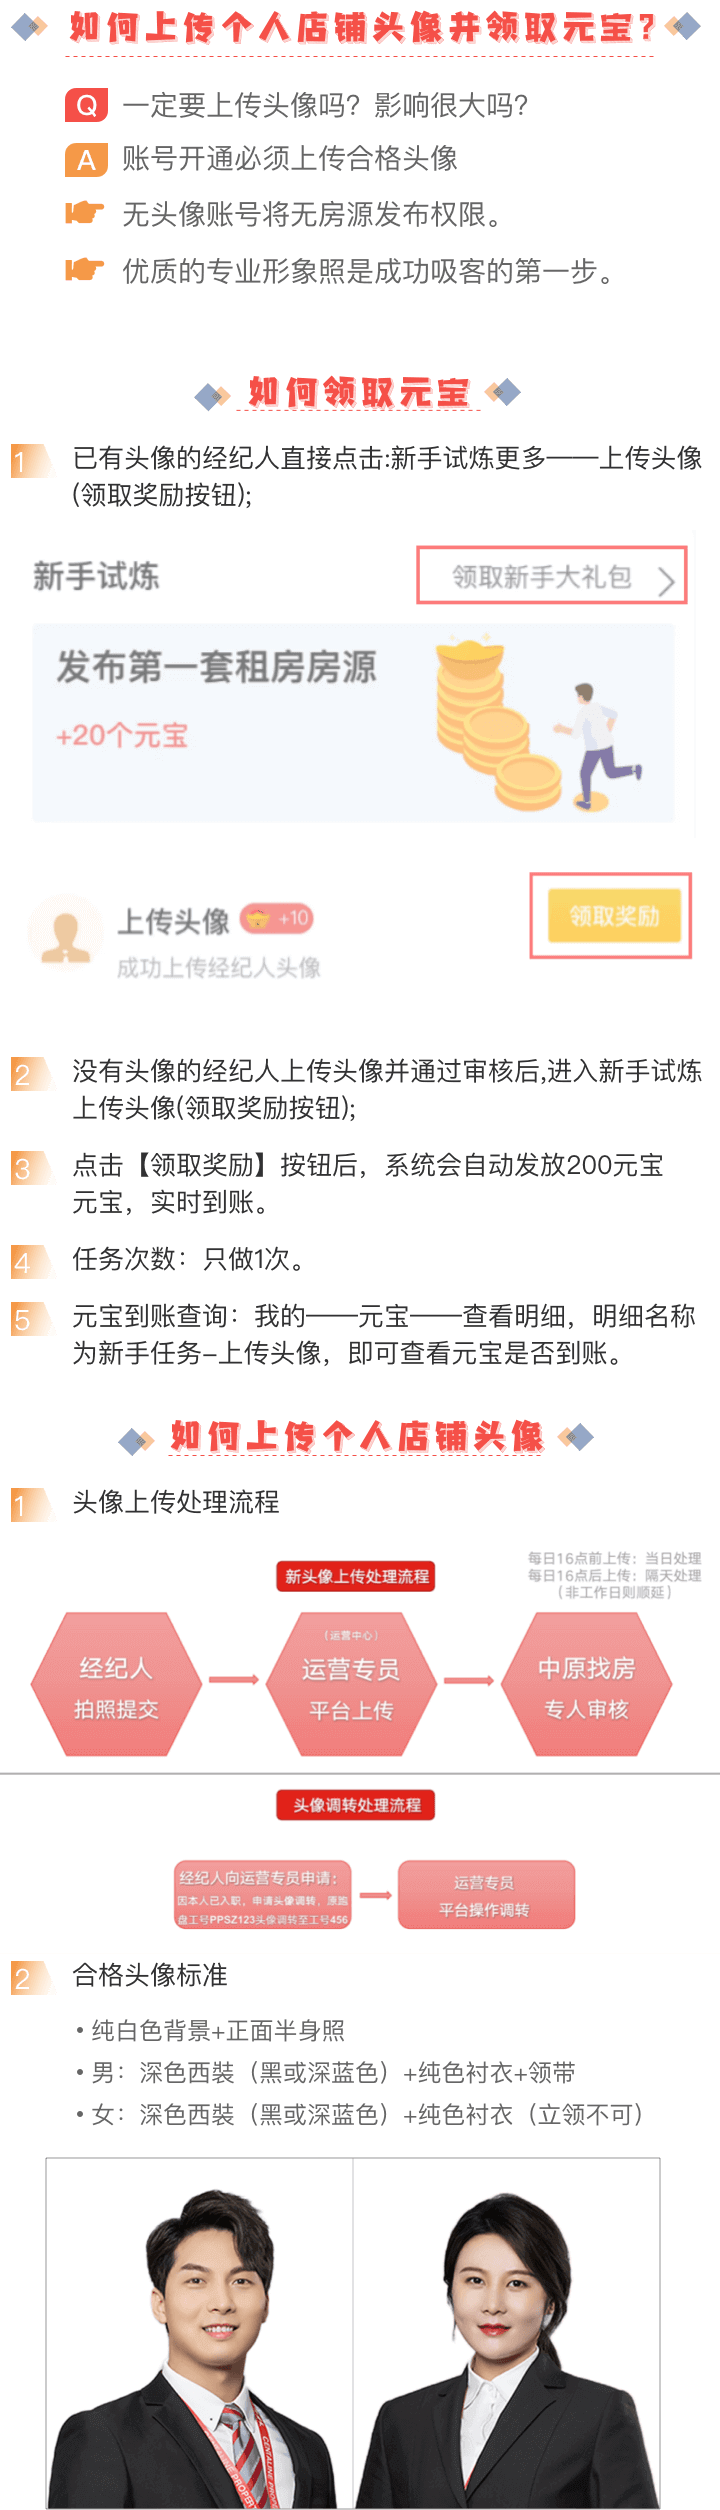 如何上传个人店铺头像并领取元宝?
Q 一定要上传头像吗？影响很大吗？
A 账号开通必须上传合格头像
无头像账号将无房源发布权限。
优质的专业形象照是成功吸客的第一步。
如何领取元宝
1 已有头像的经纪人直接点击:新手试炼更多——上传头像
(领取奖励按钮);
新手试炼 领取新手大礼包
发布第一套租房房源
+20个元宝
上传头像 +10 领取奖励
成功上传经纪人头像
2 没有头像的经纪人上传头像并通过审核后,进入新手试炼
上传头像(领取奖励按钮);
3 点击【领取奖励】按钮后，系统会自动发放200元宝
元宝，实时到账。
4 任务次数：只做1次。
5 元宝到账查询：我的——元宝——查看明细，明细名称
为新手任务-上传头像，即可查看元宝是否到账。
如何上传个人店铺头像
1 头像上传处理流程
每日16点前上传：当日处理
新头像上传处理流程 每日16点后上传：隔天处理
（非工作日则顺延）
（运营中心）
经纪人 运营专员 中原找房
拍照提交 平台上传 专人审核
头像调转处理流程
经纪人向运营专员申请： 运营专员
因本人已入职，申请头像调转，原跑
盘工号PPSZ123头像调转至工号456 平台操作调转
2 合格头像标准
• 纯白色背景+正面半身照
• 男：深色西裝（黑或深蓝色）+纯色衬衣+领带
• 女：深色西裝（黑或深蓝色）+纯色衬衣（立领不可）
PROPER
CENTALINE PROP